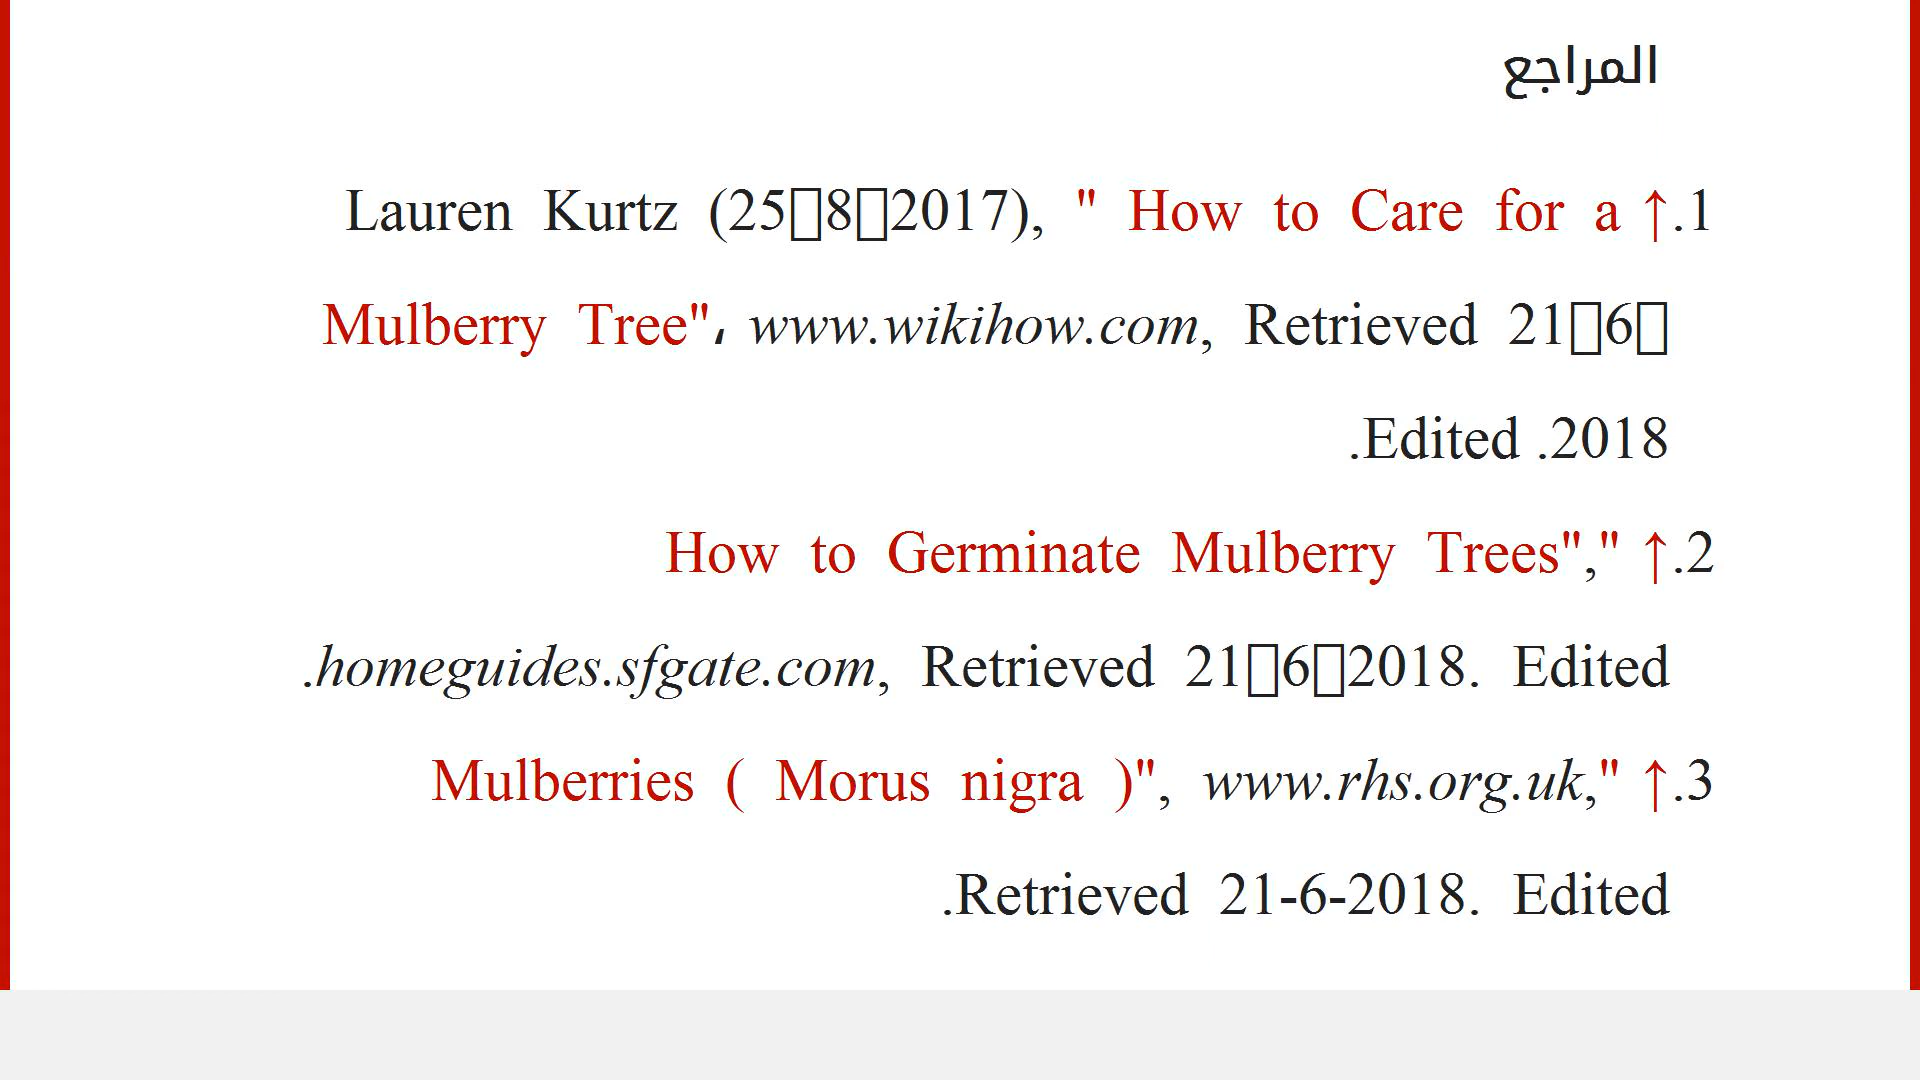 المراجع
1.↑ Lauren Kurtz (25▯8▯2017), " How to Care for a
Mulberry Tree"، www.wikihow.com, Retrieved 21▯6▯
2018. Edited.
2.↑ "How to Germinate Mulberry Trees",
homeguides.sfgate.com, Retrieved 21▯6▯2018. Edited.
3.↑ "Mulberries ( Morus nigra )", www.rhs.org.uk,
Retrieved 21-6-2018. Edited.